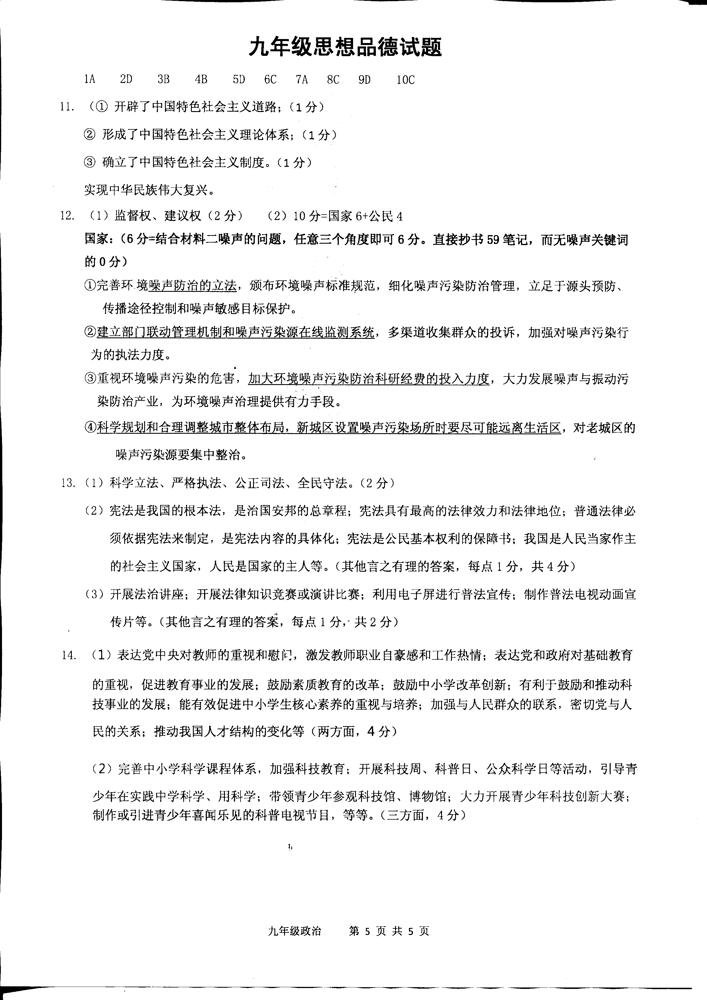 九年级思想品德试题
1A 2D 3B 4B 5D 6C 7A 8C 9D 10C
11. （① 开辟了中国特色社会主义道路；（1 分）
② 形成了中国特色社会主义理论体系；（1 分）
③ 确立了中国特色社会主义制度。（1 分）
实现中华民族伟大复兴。
12. （1）监督权、建议权（2 分） （2）10 分=国家 6+公民 4
国家：（6 分=结合材料二噪声的问题，任意三个角度即可 6 分。直接抄书 59 笔记，而无噪声关键词
的 0 分）
①完善环境噪声防治的立法，颁布环境噪声标准规范，细化噪声污染防治管理，立足于源头预防、
传播途径控制和噪声敏感目标保护。
②建立部门联动管理机制和噪声污染源在线监测系统，多渠道收集群众的投诉，加强对噪声污染行
为的执法力度。
③重视环境噪声污染的危害，加大环境噪声污染防治科研经费的投入力度，大力发展噪声与振动污
染防治产业，为环境噪声治理提供有力手段。
④科学规划和合理调整城市整体布局，新城区设置噪声污染场所时要尽可能远离生活区，对老城区的
噪声污染源要集中整治。
13.（1）科学立法、严格执法、公正司法、全民守法。（2 分）
（2）宪法是我国的根本法，是治国安邦的总章程；宪法具有最高的法律效力和法律地位；普通法律必
须依据宪法来制定，是宪法内容的具体化；宪法是公民基本权利的保障书；我国是人民当家作主
的社会主义国家，人民是国家的主人等。（其他言之有理的答案，每点 1 分，共 4 分）
（3）开展法治讲座；开展法律知识竞赛或演讲比赛；利用电子屏进行普法宣传；制作普法电视动画宣
传片等。（其他言之有理的答案，每点 1 分，共 2 分）
14. （1）表达党中央对教师的重视和慰问，激发教师职业自豪感和工作热情；表达党和政府对基础教育
的重视，促进教育事业的发展；鼓励素质教育的改革；鼓励中小学改革创新；有利于鼓励和推动科
技事业的发展；能有效促进中小学生核心素养的重视与培养；加强与人民群众的联系，密切党与人
民的关系；推动我国人才结构的变化等（两方面，4 分）
（2）完善中小学科学课程体系，加强科技教育；开展科技周、科普日、公众科学日等活动，引导青
少年在实践中学科学、用科学；带领青少年参观科技馆、博物馆；大力开展青少年科技创新大赛；
制作或引进青少年喜闻乐见的科普电视节目，等等。（三方面，4 分）
九年级政治 第 5 页 共 5 页